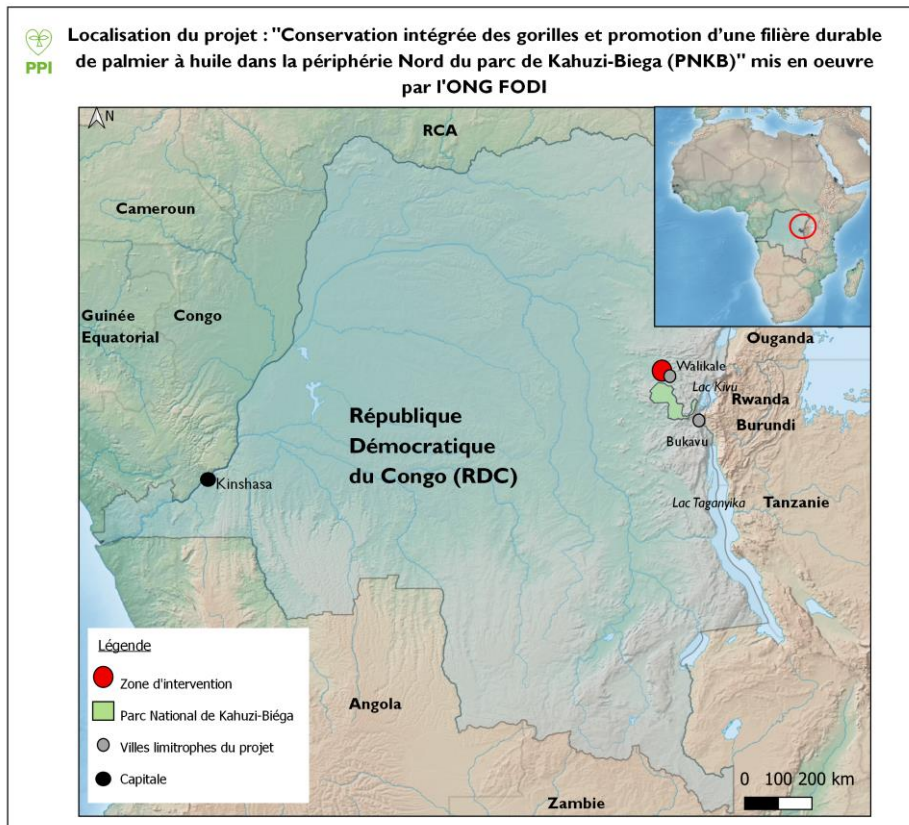 Localisation du projet : "Conservation intégrée des gorilles et promotion d'une filière durable
de palmier à huile dans la périphérie Nord du parc de Kahuzi-Biega (PNKB)" mis en oeuvre
par l'ONG FODI
PPI
N
RCA
Cameroun
Guinée
Equatorial
Congo
Ouganda
Walikale
Lac Kivu
Rwanda
Burundi
Bukavu
République
Démocratique
du Congo (RDC)
Kinshasa
Lac Taganyika
Tanzanie
Angola
Zambie
Légende
Zone d'intervention
Parc National de Kahuzi-Biéga
Villes limitrophes du projet
Capitale
0 100 200 km